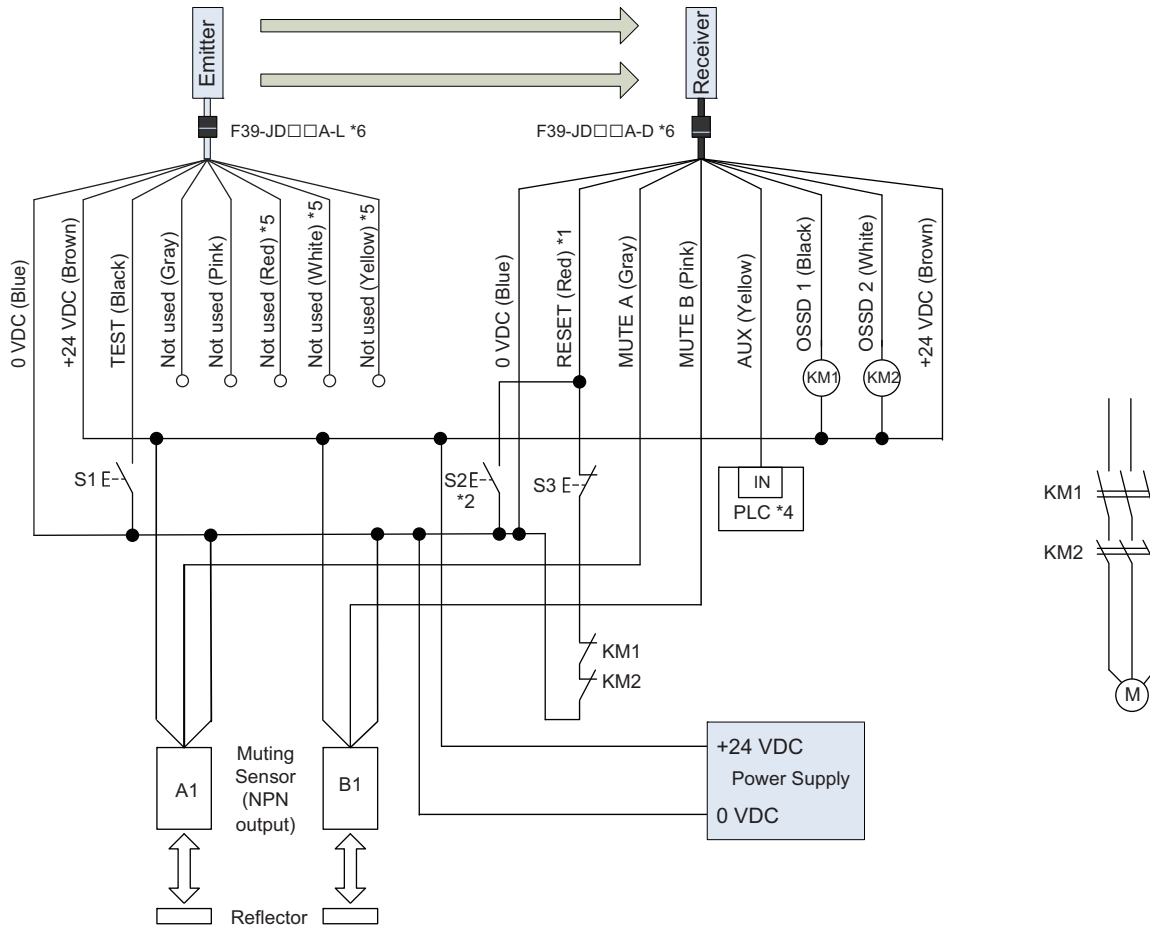 Emitter
Receiver
F39-JD□□A-L *6
F39-JD□□A-D *6
0 VDC (Blue)
+24 VDC (Brown)
TEST (Black)
Not used (Gray)
Not used (Pink)
Not used (Red) *5
Not used (White) *5
Not used (Yellow) *5
0 VDC (Blue)
RESET (Red) *1
MUTE A (Gray)
MUTE B (Pink)
AUX (Yellow)
OSSD 1 (Black)
OSSD 2 (White)
+24 VDC (Brown)
KM1
KM2
S1
S2
*2
S3
IN
PLC *4
KM1
KM2
KM1
KM2
M
A1
Muting
Sensor
(NPN
output)
B1
+24 VDC
Power Supply
0 VDC
Reflector